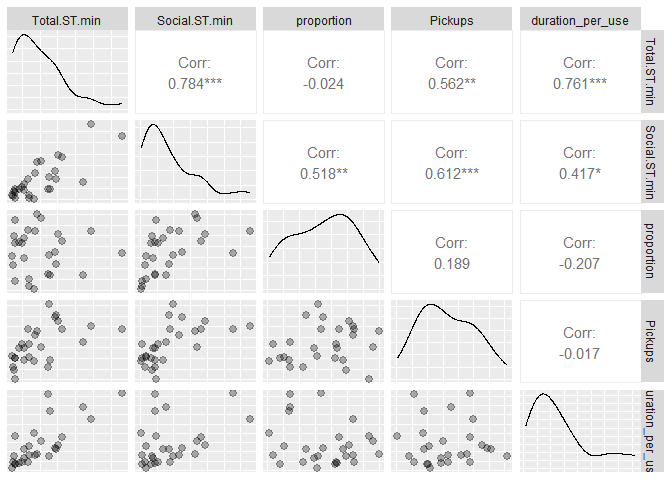 Total.ST.min
Social.ST.min
proportion
Pickups
duration_per_use
Corr:
0.784***
Corr:
-0.024
Corr:
0.562**
Corr:
0.761***
Total.ST.min
Corr:
0.518**
Corr:
0.612***
Corr:
0.417*
Social.ST.min
Corr:
0.189
Corr:
-0.207
proportion
Corr:
-0.017
Pickups
uration_per_us